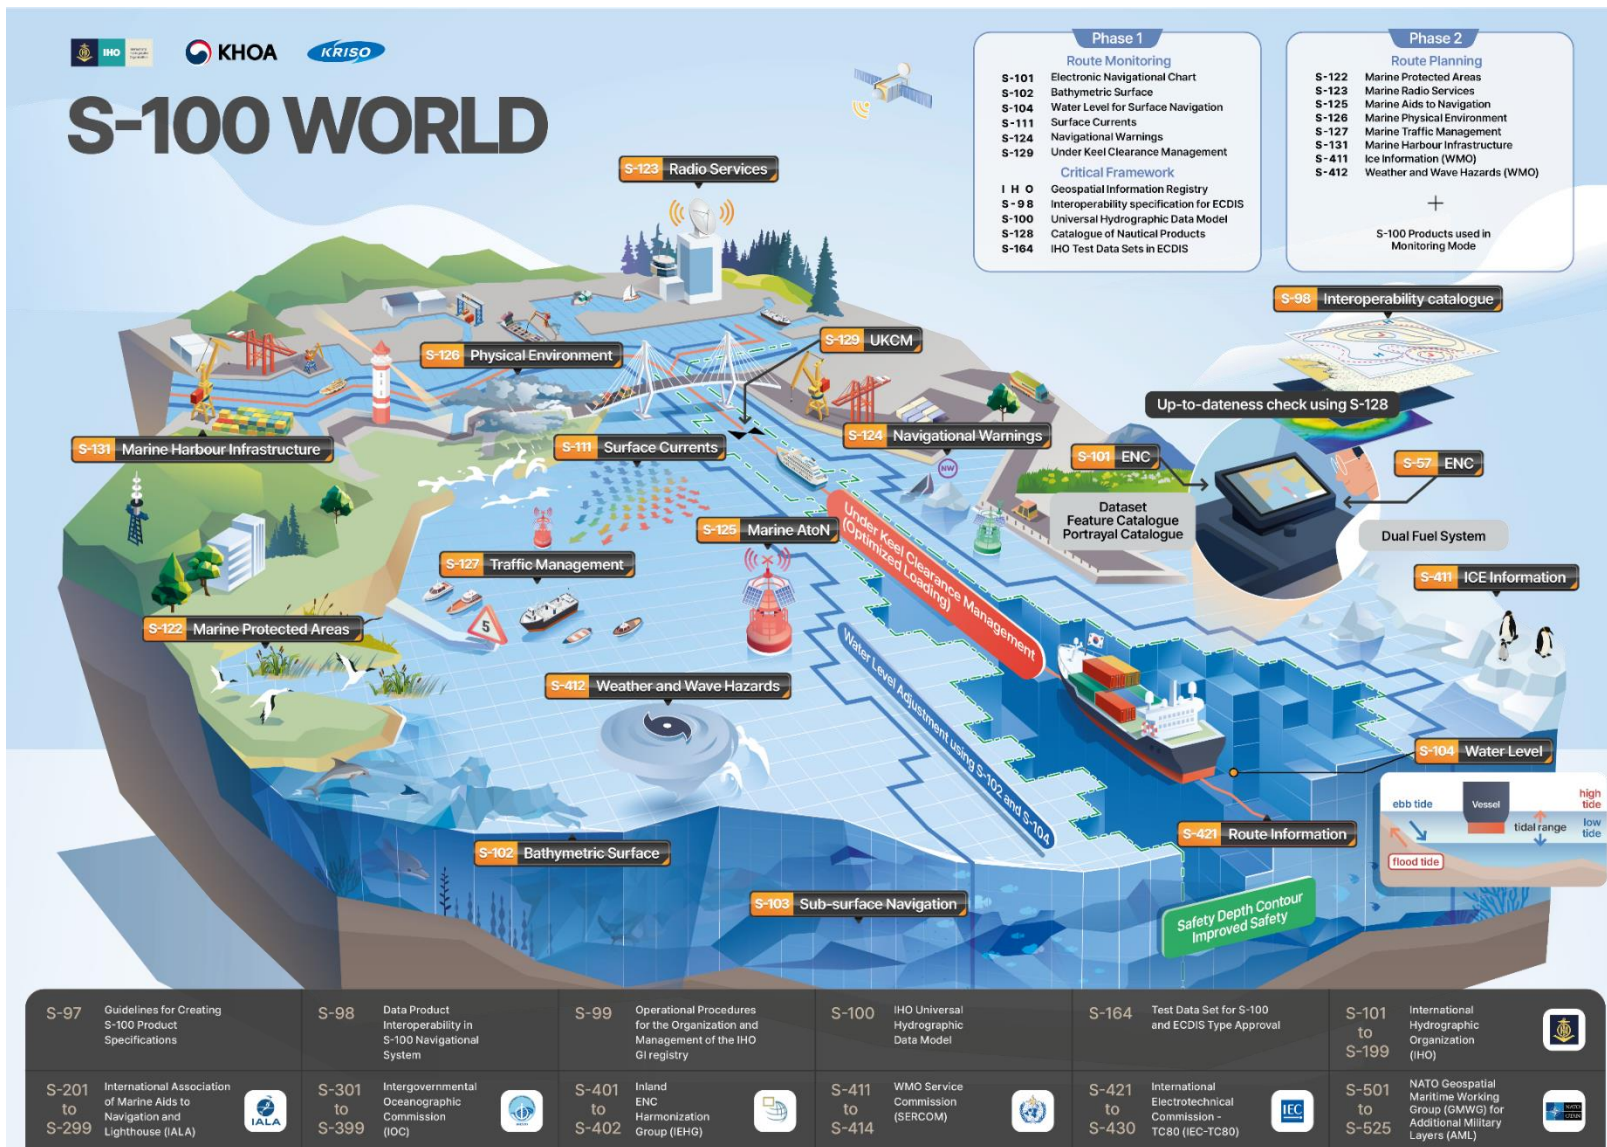 IHO
KHOA
KRISO
S-100 WORLD
Phase 1
Route Monitoring
S-101 Electronic Navigational Chart
S-102 Bathymetric Surface
S-104 Water Level for Surface Navigation
S-111 Surface Currents
S-124 Navigational Warnings
S-129 Under Keel Clearance Management
Critical Framework
I H O Geospatial Information Registry
S-98 Interoperability specification for ECDIS
S-100 Universal Hydrographic Data Model
S-128 Catalogue of Nautical Products
S-164 IHO Test Data Sets in ECDIS
Phase 2
Route Planning
S-122 Marine Protected Areas
S-123 Marine Radio Services
S-125 Marine Aids to Navigation
S-126 Marine Physical Environment
S-127 Marine Traffic Management
S-131 Marine Harbour Infrastructure
S-411 Ice Information (WMO)
S-412 Weather and Wave Hazards (WMO)
+
S-100 Products used in
Monitoring Mode
S-123 Radio Services
S-98 Interoperability catalogue
S-129 UKCM
S-126 Physical Environment
Up-to-dateness check using S-128
S-131 Marine Harbour Infrastructure
S-111 Surface Currents
S-124 Navigational Warnings
NW
S-101 ENC
S-57 ENC
Dataset
Feature Catalogue
Portrayal Catalogue
Dual Fuel System
S-125 Marine AtoN
S-127 Traffic Management
5
Under Keel Clearance Management
(Optimized Loading)
S-411 ICE Information
S-122 Marine Protected Areas
S-412 Weather and Wave Hazards
Water Level Adjustment using S-102 and S-104
S-104 Water Level
ebb tide
Vessel
high
tide
tidal range
low
tide
flood tide
S-421 Route Information
S-102 Bathymetric Surface
S-103 Sub-surface Navigation
Safety Depth Contour
Improved Safety
S-97
Guidelines for Creating
S-100 Product
Specifications
S-98
Data Product
Interoperability in
S-100 Navigational
System
S-99
Operational Procedures
for the Organization and
Management of the IHO
GI registry
S-100
IHO Universal
Hydrographic
Data Model
S-164
Test Data Set for S-100
and ECDIS Type Approval
S-101
to
S-199
International
Hydrographic
Organization
(IHO)
S-201
to
S-299
International Association
of Marine Aids to
Navigation and
Lighthouse (IALA)
IALA
S-301
to
S-399
Intergovernmental
Oceanographic
Commission
(IOC)
S-401
to
S-402
Inland
ENC
Harmonization
Group (IEHG)
S-411
to
S-414
WMO Service
Commission
(SERCOM)
S-421
to
S-430
International
Electrotechnical
Commission -
TC80 (IEC-TC80)
IEC
S-501
to
S-525
NATO Geospatial
Maritime Working
Group (GMWG) for
Additional Military
Layers (AML)